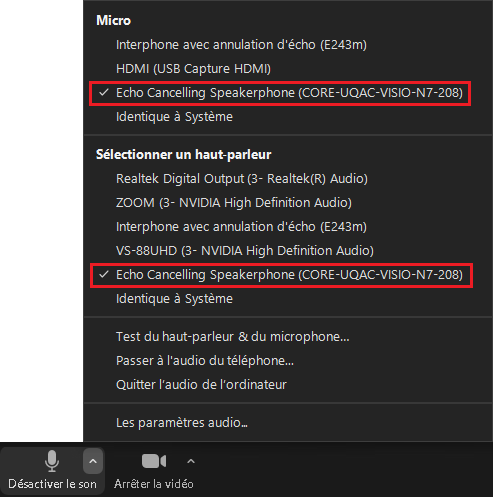 Micro
Interphone avec annulation d'écho (E243m)
HDMI (USB Capture HDMI)
Echo Cancelling Speakerphone (CORE-UQAC-VISIO-N7-208)
Identique à Système
Sélectionner un haut-parleur
Realtek Digital Output (3- Realtek(R) Audio)
ZOOM (3- NVIDIA High Definition Audio)
Interphone avec annulation d'écho (E243m)
VS-88UHD (3- NVIDIA High Definition Audio)
Echo Cancelling Speakerphone (CORE-UQAC-VISIO-N7-208)
Identique à Système
Test du haut-parleur & du microphone...
Passer à l'audio du téléphone...
Quitter l'audio de l'ordinateur
Les paramètres audio...
Désactiver le son
Arrêter la vidéo